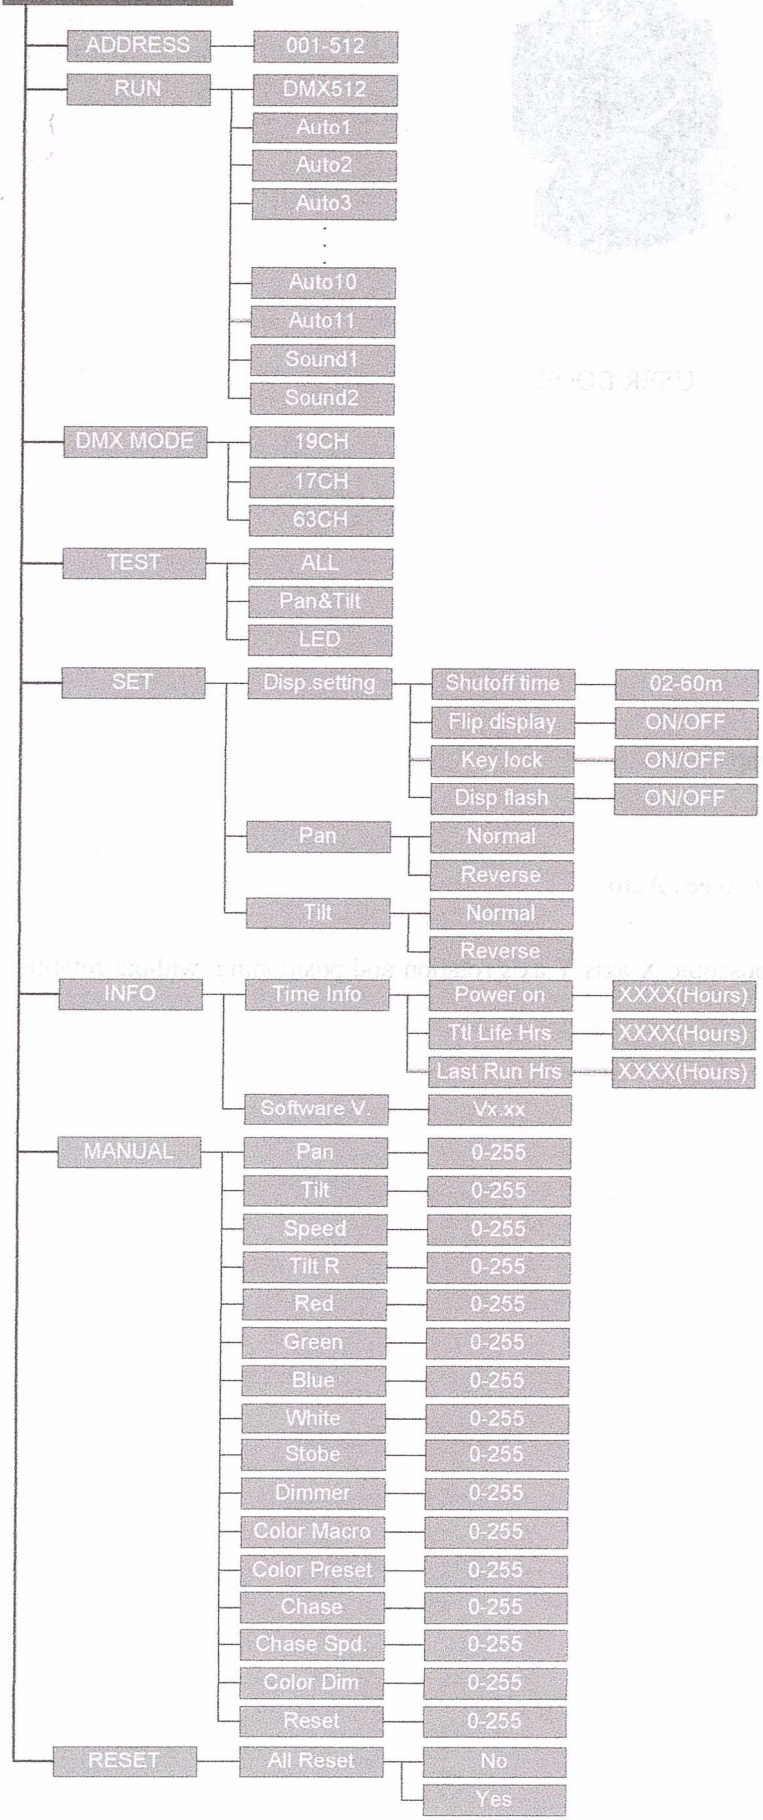 ADDRESS 001-512
RUN DMX512
Auto1
Auto2
Auto3
Auto10
Auto11
Sound1
Sound2
DMX MODE 19CH
17CH
63CH
TEST ALL
Pan&Tilt
LED
SET Disp.setting Shutoff time 02-60m
Flip display ON/OFF
Key lock ON/OFF
Disp flash ON/OFF
Pan Normal
Reverse
Tilt Normal
Reverse
INFO Time Info Power on XXXX(Hours)
Ttl Life Hrs XXXX(Hours)
Last Run Hrs XXXX(Hours)
Software V. Vx.xx
MANUAL Pan 0-255
Tilt 0-255
Speed 0-255
Tilt R 0-255
Red 0-255
Green 0-255
Blue 0-255
White 0-255
Stobe 0-255
Dimmer 0-255
Color Macro 0-255
Color Preset 0-255
Chase 0-255
Chase Spd. 0-255
Color Dim 0-255
Reset 0-255
RESET All Reset No
Yes